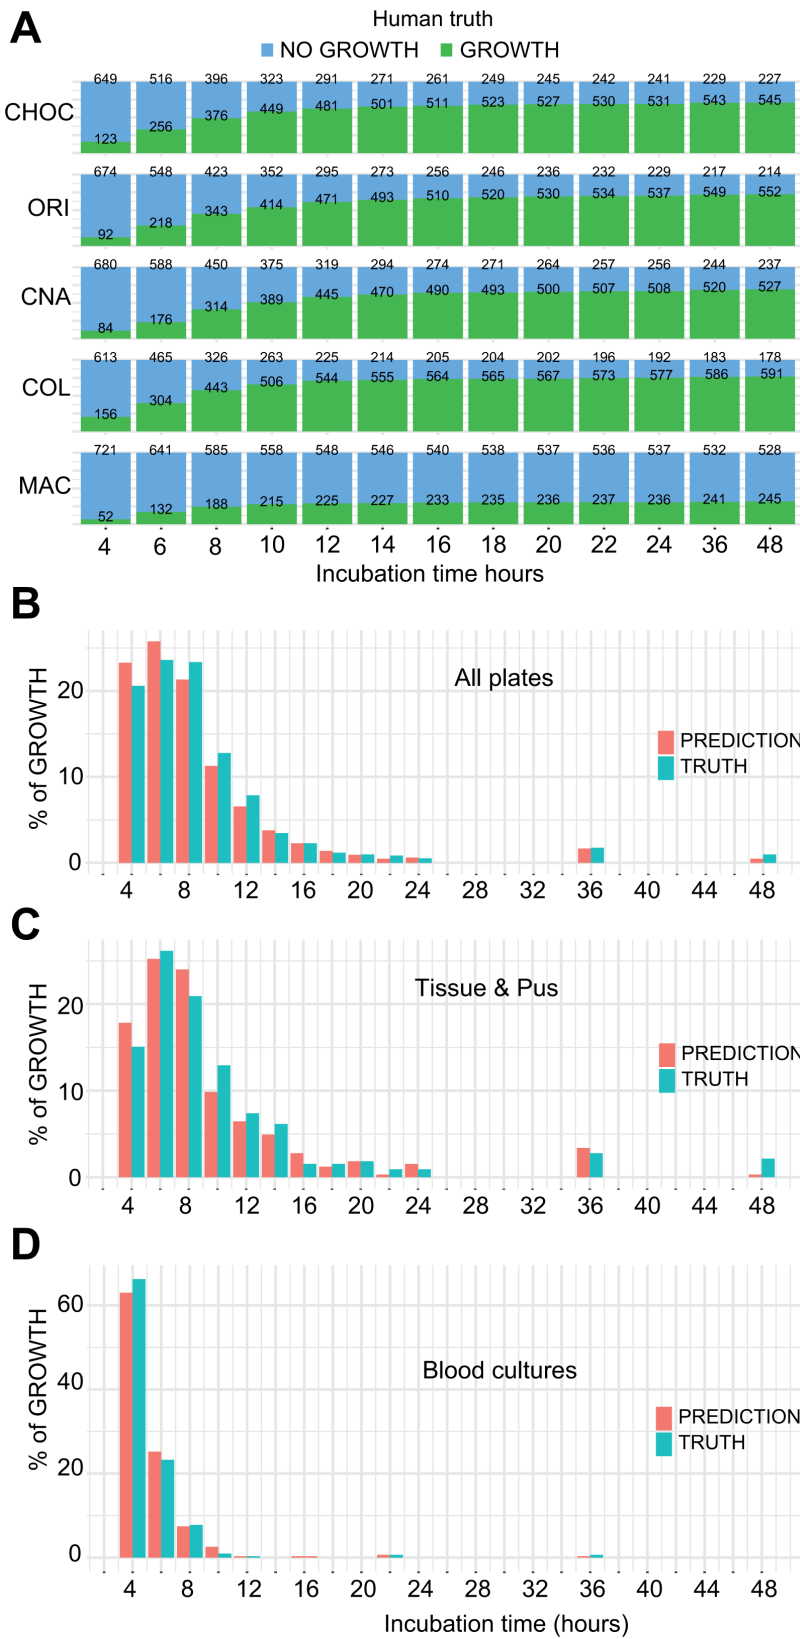 A
Human truth
NO GROWTH GROWTH
649 516 396 323 291 271 261 249 245 242 241 229 227
CHOC
123 256 376 449 481 501 511 523 527 530 531 543 545
674 548 423 352 295 273 256 246 236 232 229 217 214
ORI
92 218 343 414 471 493 510 520 530 534 537 549 552
680 588 450 375 319 294 274 271 264 257 256 244 237
CNA
84 176 314 389 445 470 490 493 500 507 508 520 527
613 465 326 263 225 214 205 204 202 196 192 183 178
COL
156 304 443 506 544 555 564 565 567 573 577 586 591
721 641 585 558 548 546 540 538 537 536 537 532 528
MAC
52 132 188 215 225 227 233 235 236 237 236 241 245
4 6 8 10 12 14 16 18 20 22 24 36 48
Incubation time hours
B
All plates
% of GROWTH
20
10
0
PREDICTION
TRUTH
4 8 12 16 20 24 28 32 36 40 44 48
C
Tissue & Pus
% of GROWTH
20
10
0
PREDICTION
TRUTH
4 8 12 16 20 24 28 32 36 40 44 48
D
Blood cultures
% of GROWTH
60
40
20
0
PREDICTION
TRUTH
4 8 12 16 20 24 28 32 36 40 44 48
Incubation time (hours)